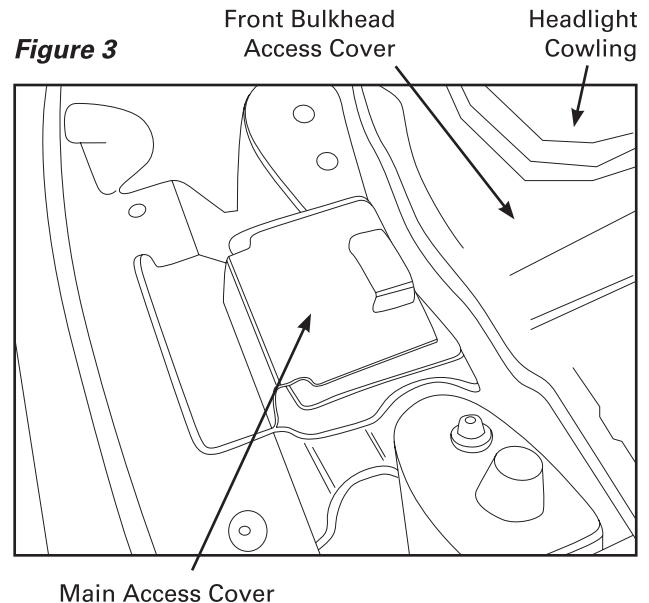 Figure 3
Front Bulkhead
Access Cover
Headlight
Cowling
Main Access Cover